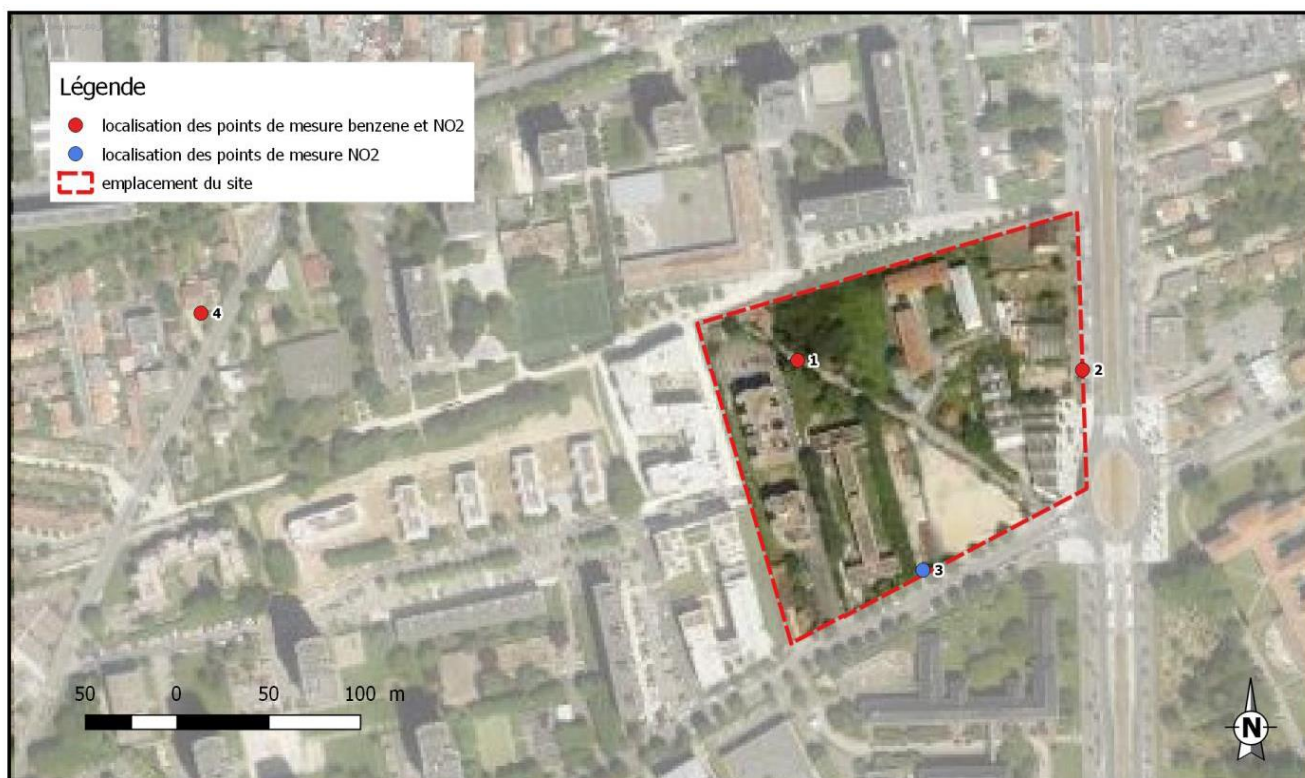 Légende
localisation des points de mesure benzene et NO2
localisation des points de mesure NO2
emplacement du site
4
1
2
3
50 0 50 100 m
N